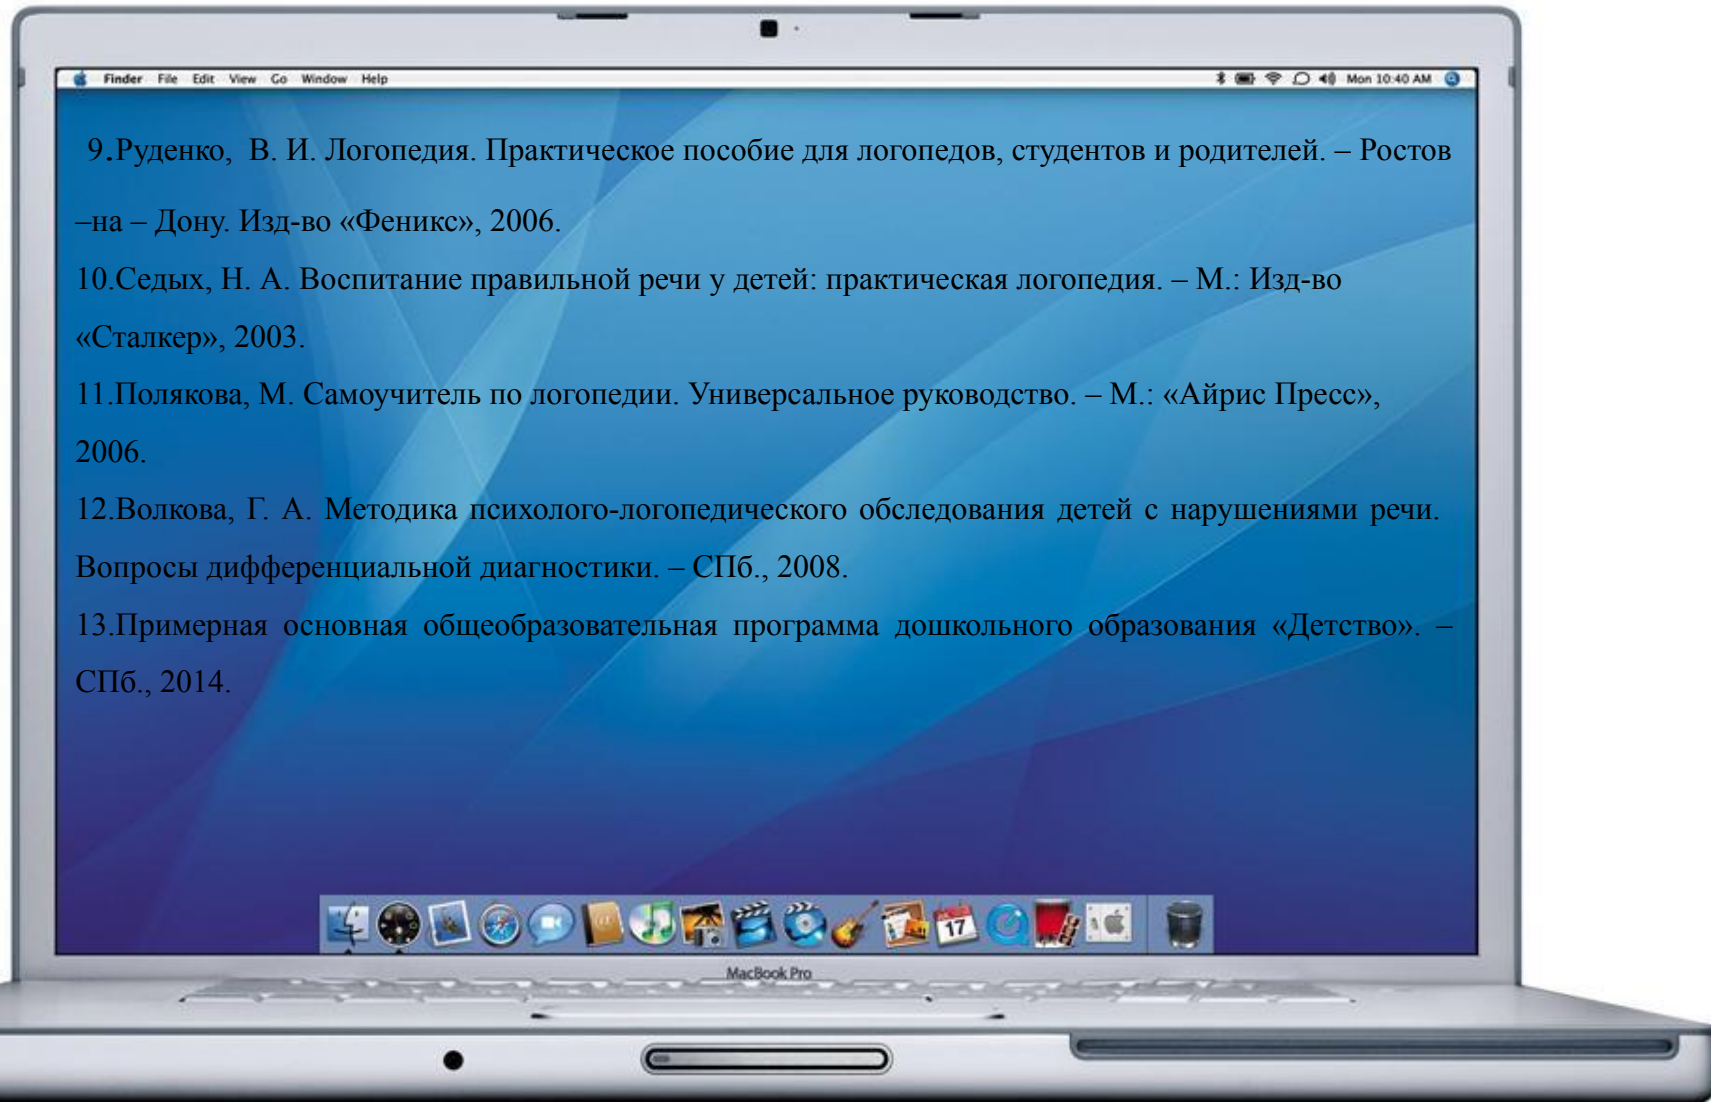 Finder File Edit View Go Window Help
Mon 10:40 AM
9.Руденко, В. И. Логопедия. Практическое пособие для логопедов, студентов и родителей. – Ростов
–на – Дону. Изд-во «Феникс», 2006.
10.Седых, Н. А. Воспитание правильной речи у детей: практическая логопедия. – М.: Изд-во
«Сталкер», 2003.
11.Полякова, М. Самоучитель по логопедии. Универсальное руководство. – М.: «Айрис Пресс»,
2006.
12.Волкова, Г. А. Методика психолого-логопедического обследования детей с нарушениями речи.
Вопросы дифференциальной диагностики. – СПб., 2008.
13.Примерная основная общеобразовательная программа дошкольного образования «Детство». –
СПб., 2014.
17
MacBook Pro